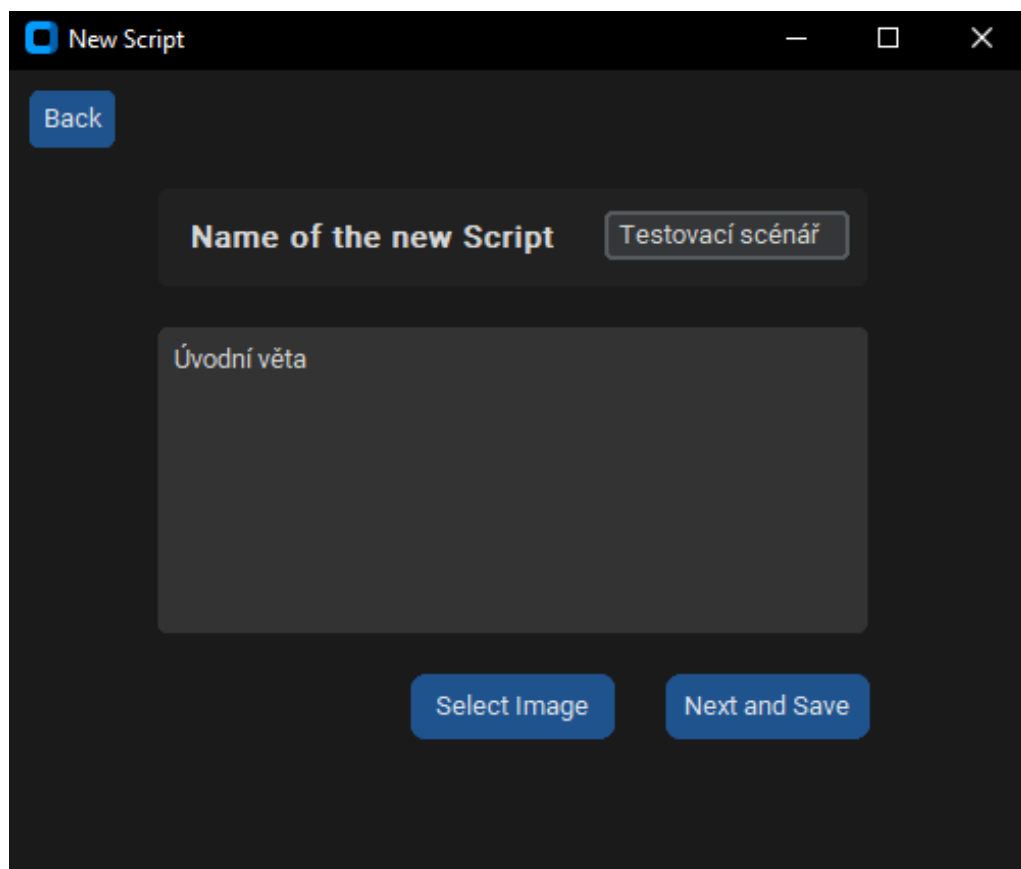 New Script
Back
Name of the new Script
Testovací scénář
Úvodní věta
Select Image
Next and Save